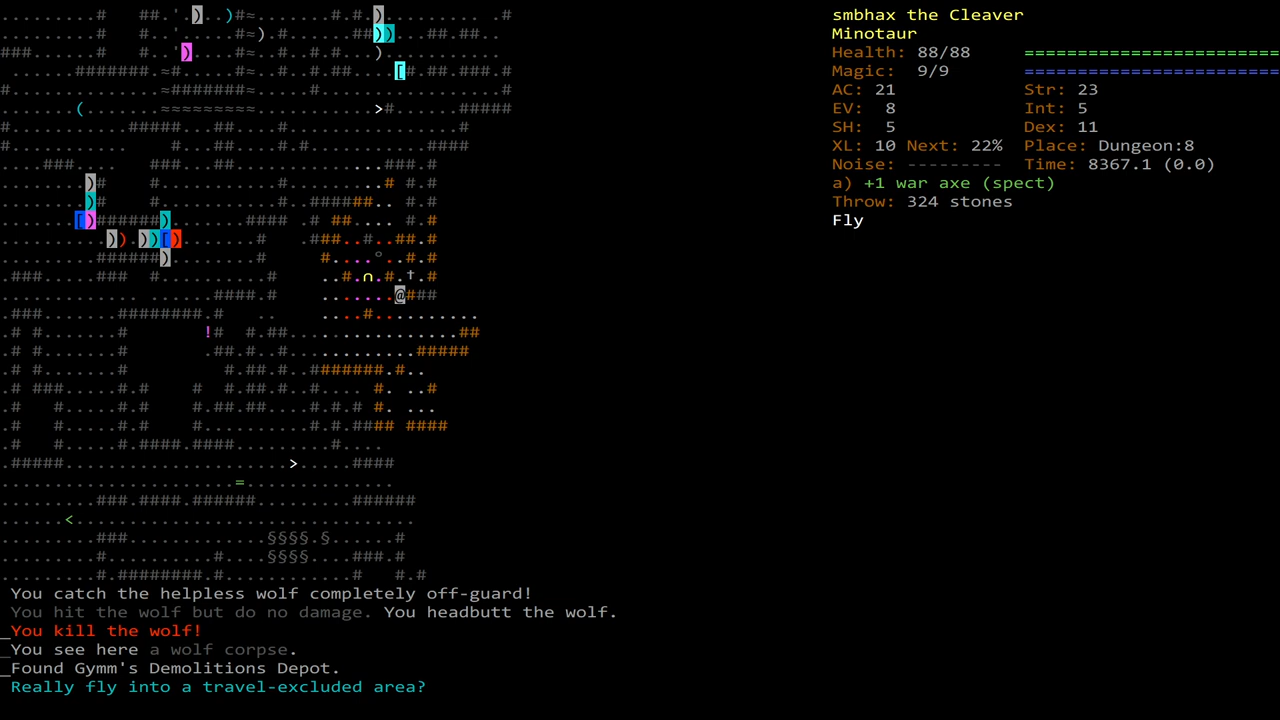 smbhax the Cleaver
Minotaur
Health: 88/88
Magic: 9/9
AC: 21 Str: 23
EV: 8 Int: 5
SH: 5 Dex: 11
XL: 10 Next: 22% Place: Dungeon:8
Noise: --------- Time: 8367.1 (0.0)
a) +1 war axe (spect)
Throw: 324 stones
Fly
You catch the helpless wolf completely off-guard!
You hit the wolf but do no damage. You headbutt the wolf.
_You kill the wolf!
_You see here a wolf corpse.
_Found Gymm's Demolitions Depot.
Really fly into a travel-excluded area?